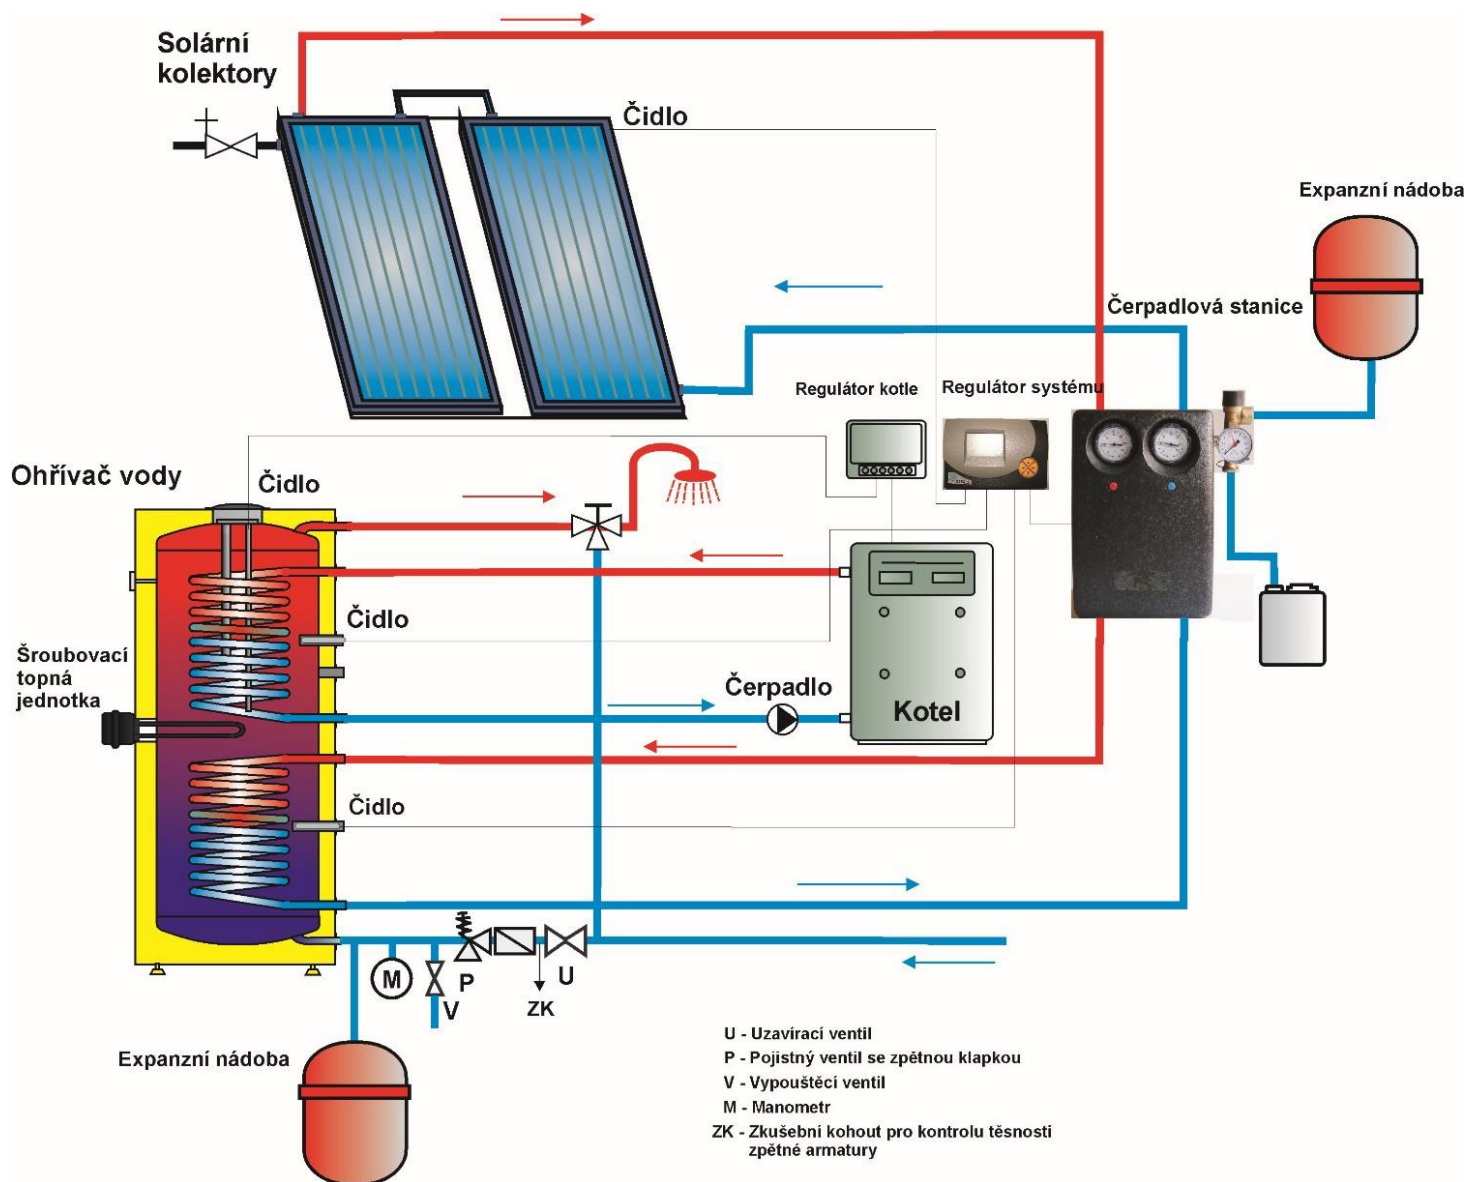 Solární
kolektory
Čidlo
Expanzní nádoba
Čerpadlová stanice
Regulátor kotle
Regulátor systému
Ohřívač vody
Čidlo
Čidlo
Šroubovací
topná
jednotka
Čerpadlo
Kotel
Čidlo
M
V
P
ZK
U
Expanzní nádoba
U - Uzavírací ventil
P - Pojistný ventil se zpětnou klapkou
V - Vypouštěcí ventil
M - Manometr
ZK - Zkušební kohout pro kontrolu těsnosti
zpětné armatury